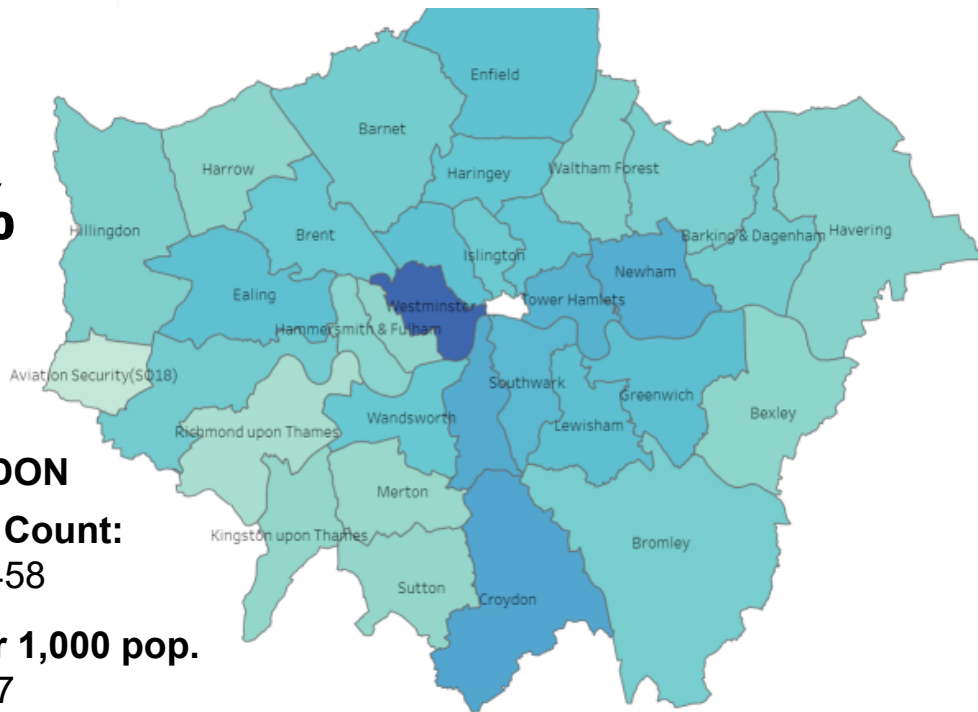 Enfield
Barnet
Harrow
Haringey
Waltham Forest
%
Hillingdon
Brent
Barking & Dagenham
Havering
Islington
Newham
Ealing
Westminster
Tower Hamlets
Hammersmith & Fulham
Aviation Security(SO18)
Southwark
Greenwich
Wandsworth
Bexley
Richmond upon Thames
Lewisham
DON
Merton
Count:
Kingston upon Thames
Bromley
58
Sutton
Croydon
r 1,000 pop.
7